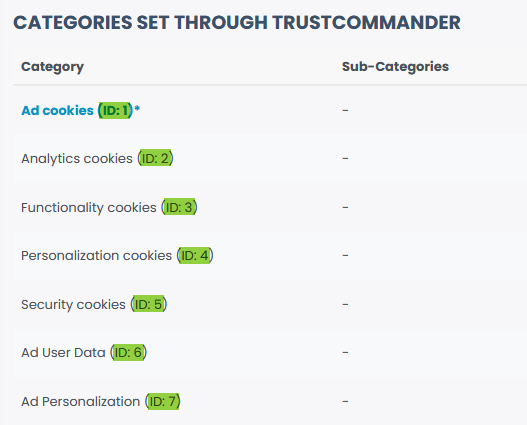 CATEGORIES SET THROUGH TRUSTCOMMANDER
Category Sub-Categories
Ad cookies (ID: 1)* -
Analytics cookies (ID: 2) -
Functionality cookies (ID: 3) -
Personalization cookies (ID: 4) -
Security cookies (ID: 5) -
Ad User Data (ID: 6) -
Ad Personalization (ID: 7) -